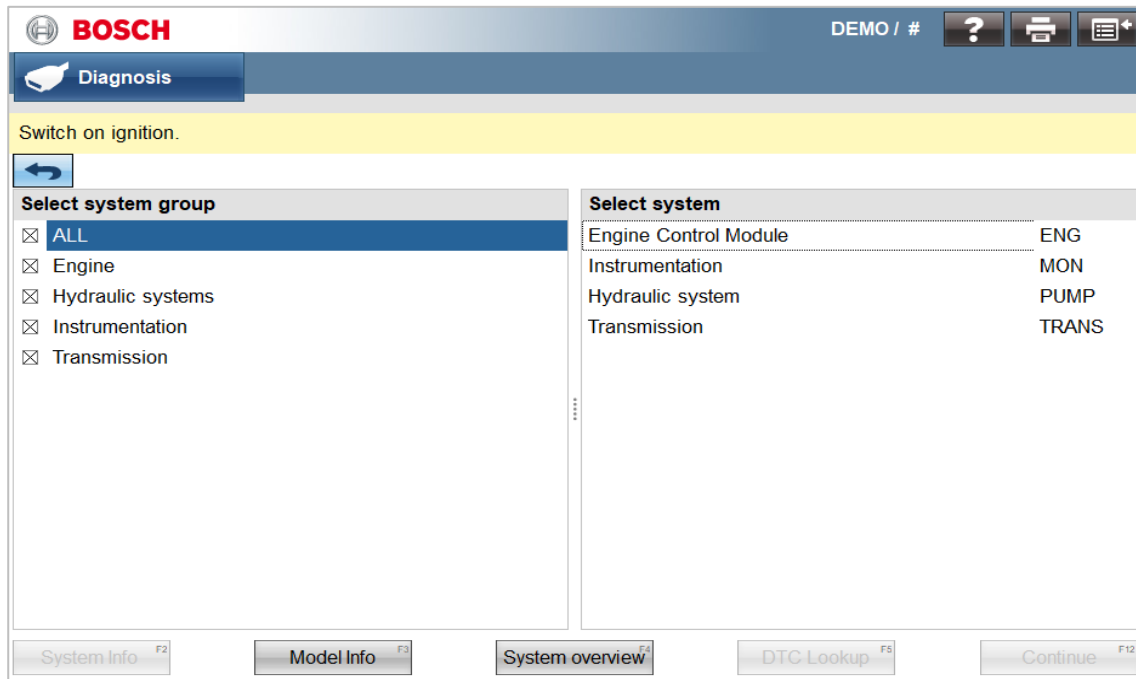 BOSCH
DEMO / #
?
Diagnosis
Switch on ignition.
Select system group
ALL
Engine
Hydraulic systems
Instrumentation
Transmission
Select system
Engine Control Module ENG
Instrumentation MON
Hydraulic system PUMP
Transmission TRANS
System Info F2
Model Info F3
System overview F4
DTC Lookup F5
Continue F12